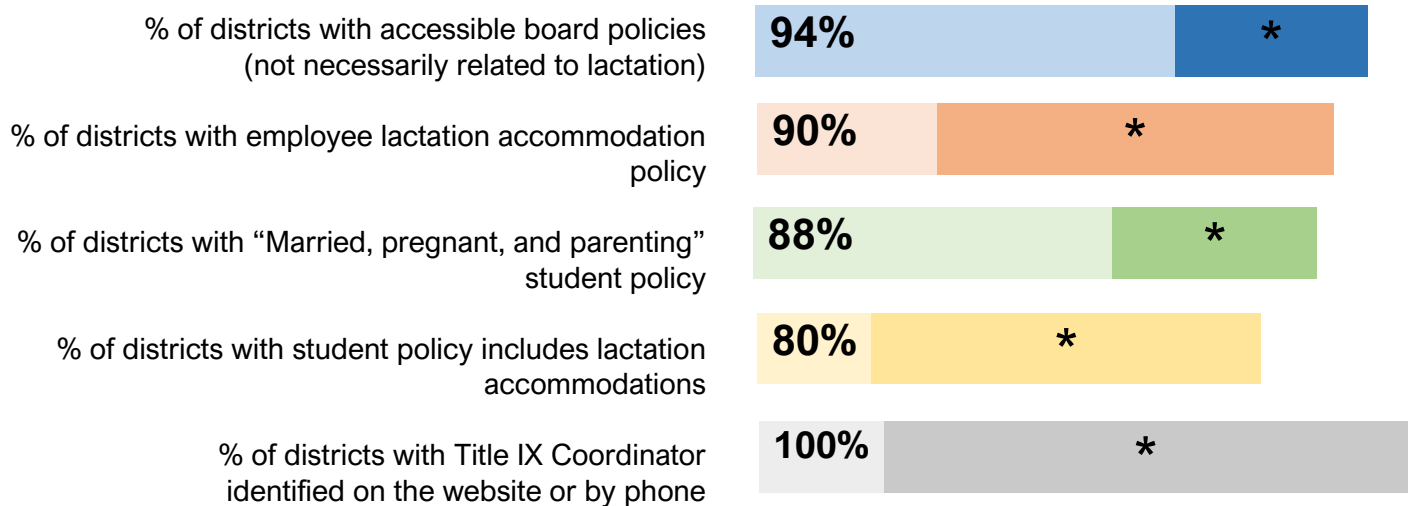 % of districts with accessible board policies
(not necessarily related to lactation)
94%
*
% of districts with employee lactation accommodation
policy
90%
*
% of districts with “Married, pregnant, and parenting”
student policy
88%
*
% of districts with student policy includes lactation
accommodations
80%
*
% of districts with Title IX Coordinator
identified on the website or by phone
100%
*